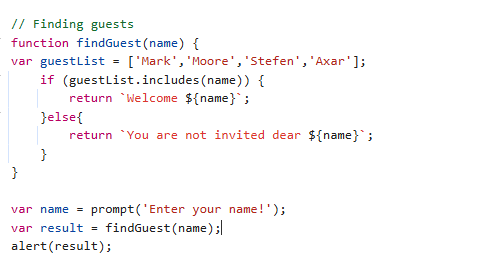 // Finding guests
function findGuest(name) {
var guestList = ['Mark','Moore','Stefen','Axar'];
    if (guestList.includes(name)) {
        return `Welcome ${name}`;
    }else{
        return `You are not invited dear ${name}`;
    }
}

var name = prompt('Enter your name!');
var result = findGuest(name);
alert(result);